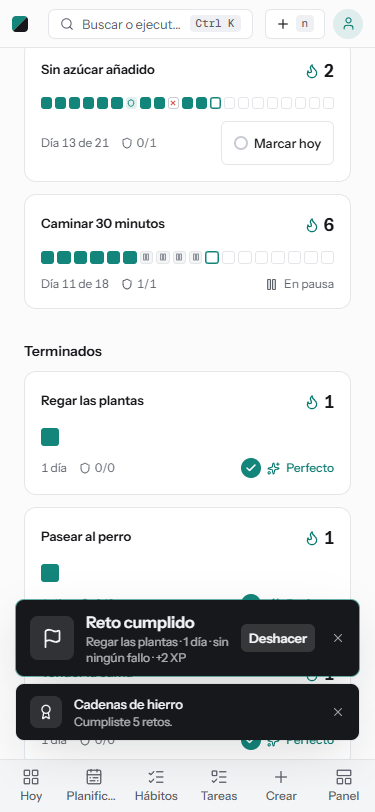 Buscar o ejecut... Ctrl K
n
Sin azúcar añadido 2
Día 13 de 21 0/1 Marcar hoy
Caminar 30 minutos 6
Día 11 de 18 1/1 En pausa
Terminados
Regar las plantas 1
1 día 0/0 Perfecto
Pasear al perro 1
Reto cumplido
Regar las plantas · 1 día · sin
ningún fallo · +2 XP
Deshacer
1
Cadenas de hierro
Cumpliste 5 retos.
1 día 0/0 Perfecto
Hoy Planific... Hábitos Tareas Crear Panel